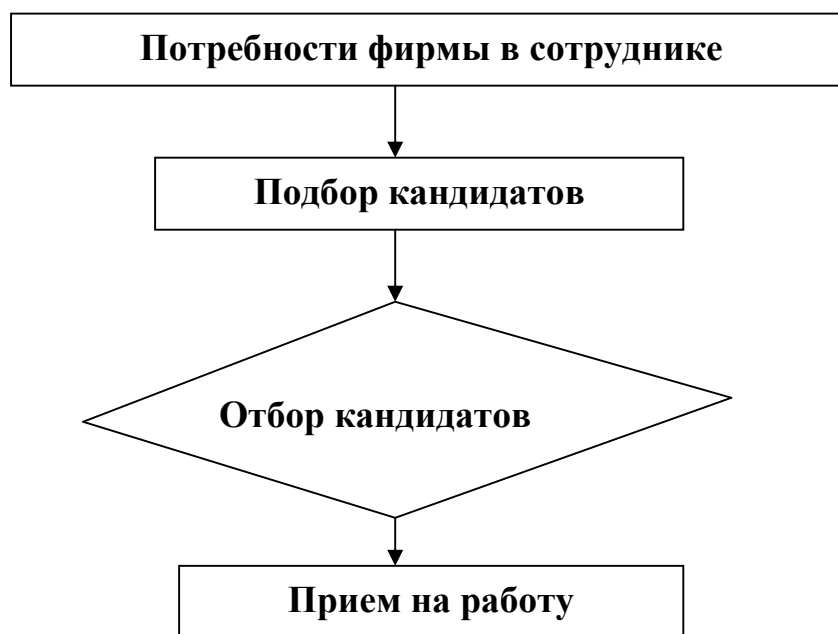 Потребности фирмы в сотруднике
Подбор кандидатов
Отбор кандидатов
Прием на работу